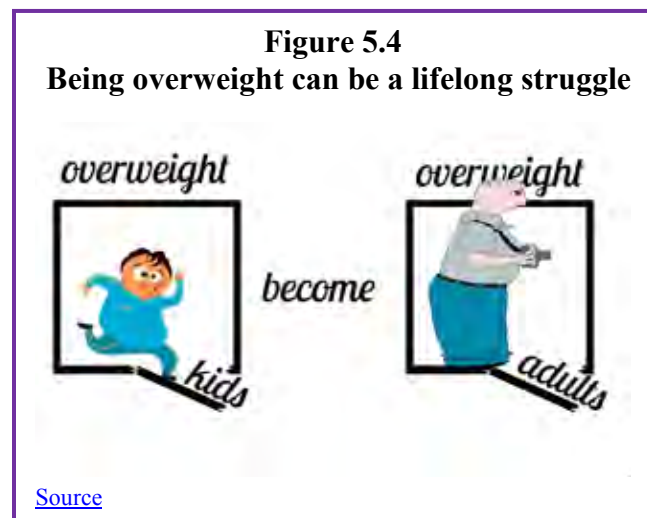 Figure 5.4
Being overweight can be a lifelong struggle
overweight
kids
become
overweight
adults
Source